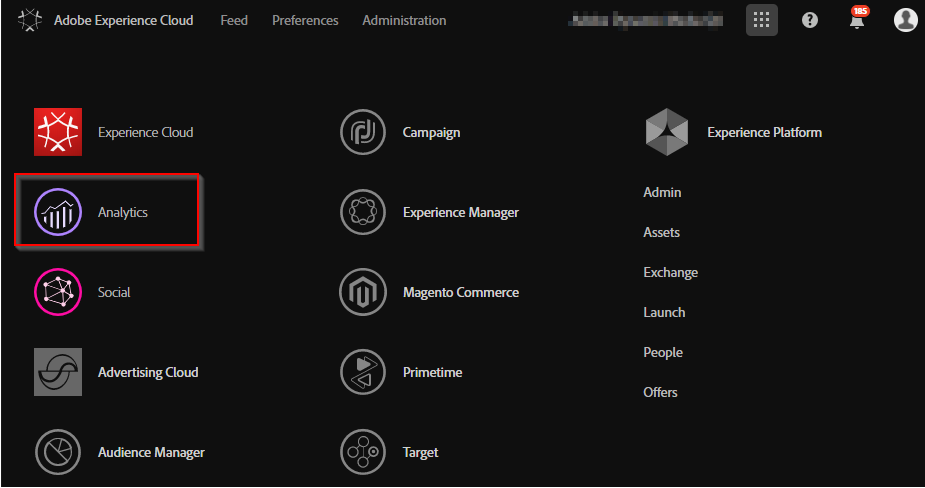 Adobe Experience Cloud Feed Preferences Administration
185
Experience Cloud
Analytics
Social
Advertising Cloud
Audience Manager
Campaign
Experience Manager
Magento Commerce
Primetime
Target
Experience Platform
Admin
Assets
Exchange
Launch
People
Offers